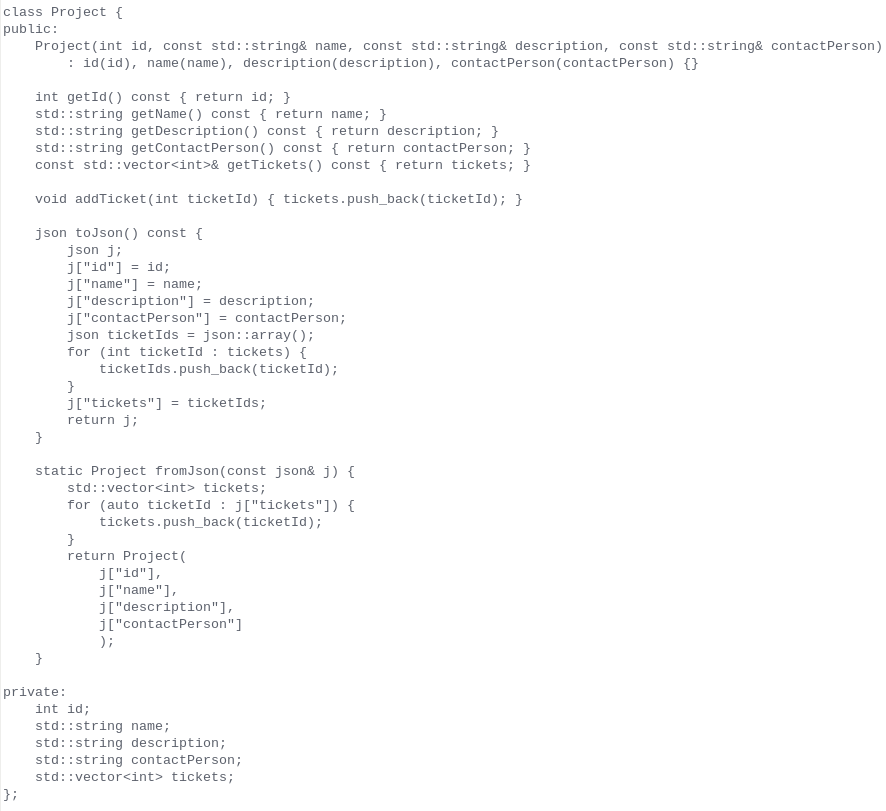 class Project {
public:
    Project(int id, const std::string& name, const std::string& description, const std::string& contactPerson)
        : id(id), name(name), description(description), contactPerson(contactPerson) {}

    int getId() const { return id; }
    std::string getName() const { return name; }
    std::string getDescription() const { return description; }
    std::string getContactPerson() const { return contactPerson; }
    const std::vector<int>& getTickets() const { return tickets; }

    void addTicket(int ticketId) { tickets.push_back(ticketId); }

    json toJson() const {
        json j;
        j["id"] = id;
        j["name"] = name;
        j["description"] = description;
        j["contactPerson"] = contactPerson;
        json ticketIds = json::array();
        for (int ticketId : tickets) {
            ticketIds.push_back(ticketId);
        }
        j["tickets"] = ticketIds;
        return j;
    }

    static Project fromJson(const json& j) {
        std::vector<int> tickets;
        for (auto ticketId : j["tickets"]) {
            tickets.push_back(ticketId);
        }
        return Project(
            j["id"],
            j["name"],
            j["description"],
            j["contactPerson"]
            );
    }

private:
    int id;
    std::string name;
    std::string description;
    std::string contactPerson;
    std::vector<int> tickets;
};